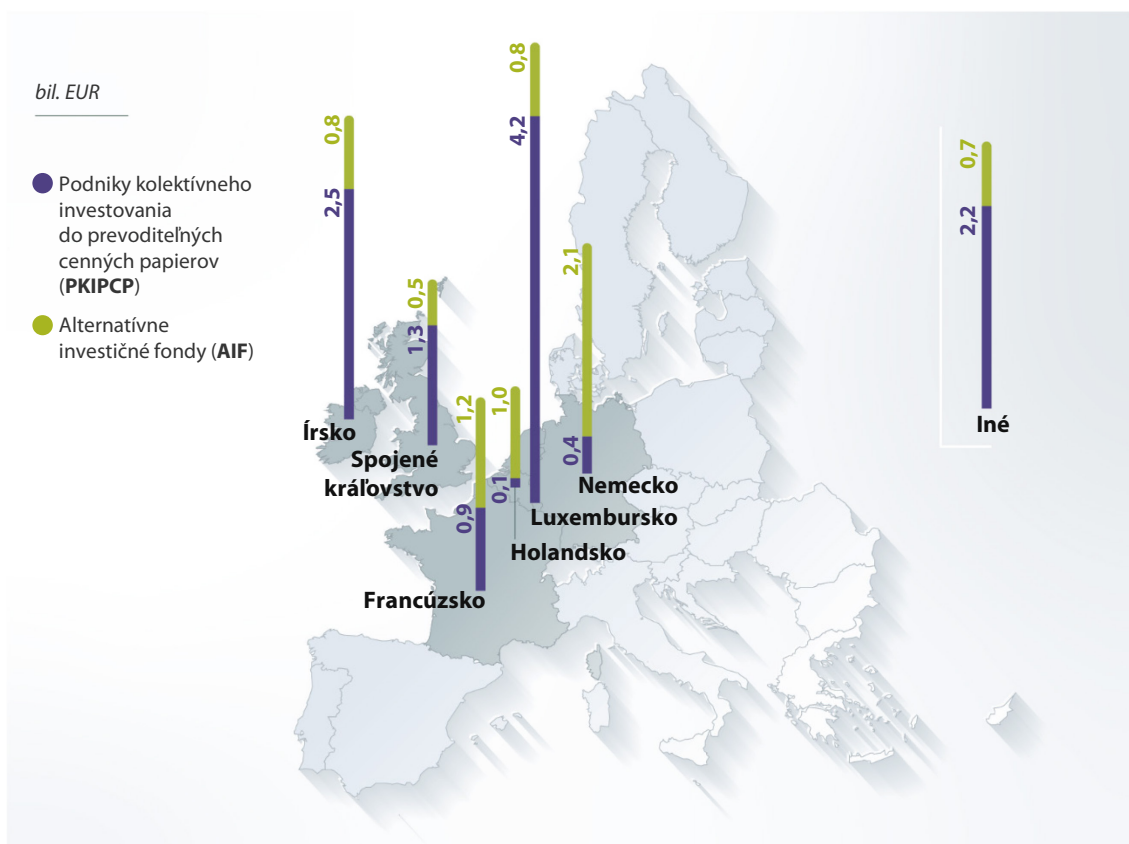 bil. EUR
Podniky kolektívneho
investovania
do prevoditeľných
cenných papierov
(PKIPCP)
Alternatívne
investičné fondy (AIF)
0,8
2,5
Írsko
0,5
1,3
Spojené
kráľovstvo
1,2
0,9
Francúzsko
1,0
0,1
Holandsko
0,8
4,2
Luxembursko
2,1
0,4
Nemecko
0,7
2,2
Iné